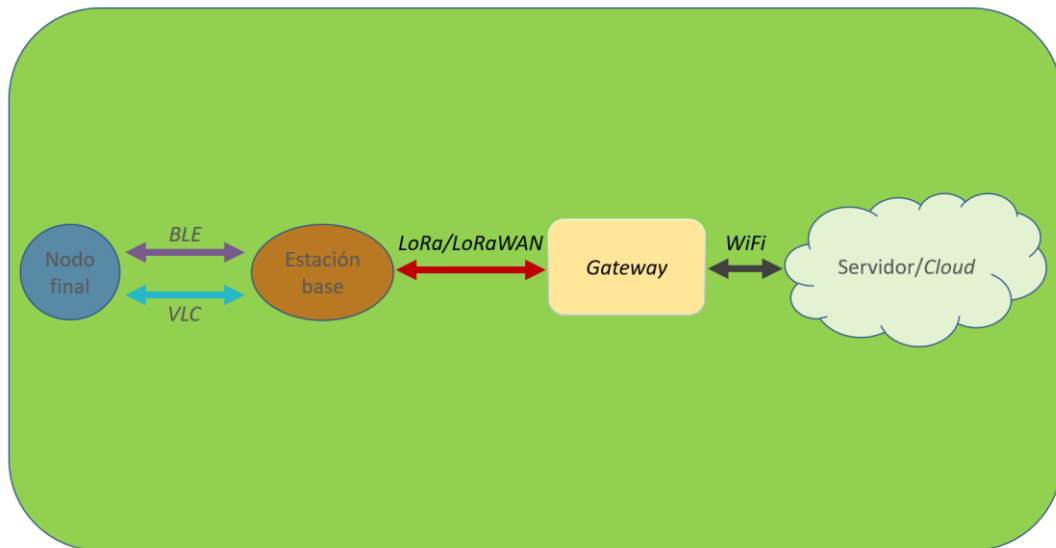 BLE
Nodo
final
VLC
Estación
base
LoRa/LoRaWAN
Gateway
WiFi
Servidor/Cloud